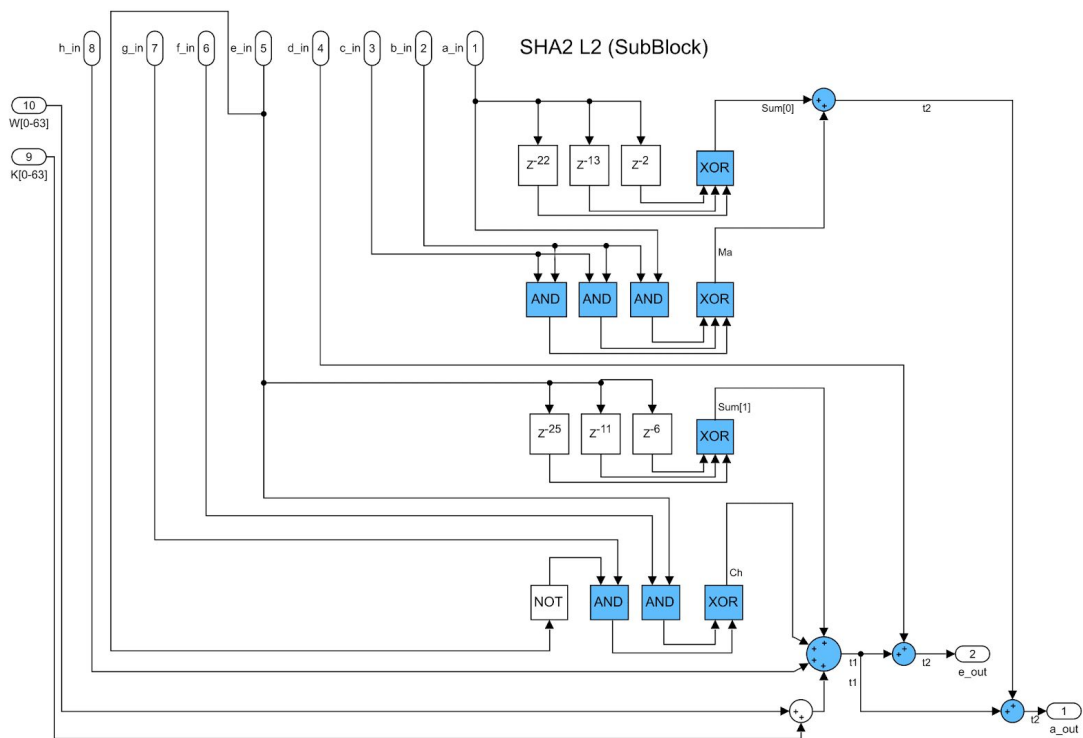 SHA2 L2 (SubBlock)
h_in 8
g_in 7
f_in 6
e_in 5
d_in 4
c_in 3
b_in 2
a_in 1
10
W[0-63]
9
K[0-63]
Sum[0]
+ +
t2
Z-22
Z-13
Z-2
XOR
Ma
AND
AND
AND
XOR
Sum[1]
Z-25
Z-11
Z-6
XOR
Ch
NOT
AND
AND
XOR
+ +
+ +
t1
t1
+ +
t2
2
e_out
+ +
+ +
t2
1
a_out